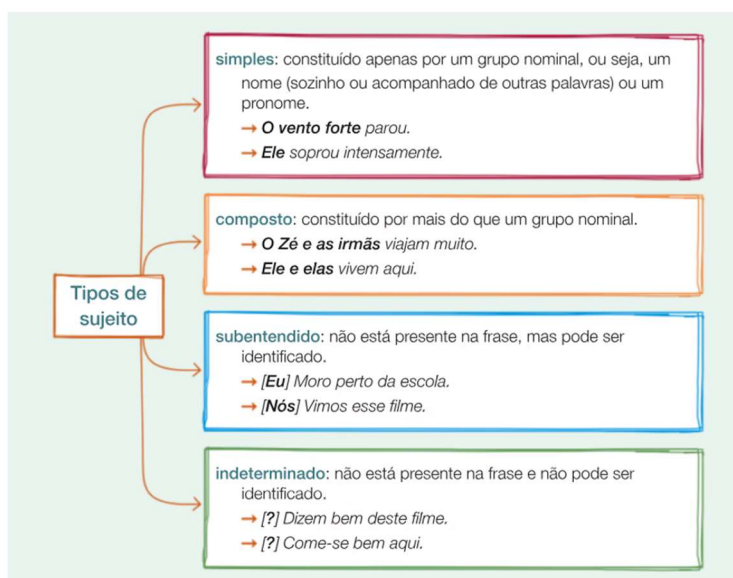 Tipos de
sujeito
simples: constituído apenas por um grupo nominal, ou seja, um
nome (sozinho ou acompanhado de outras palavras) ou um
pronome.
→ O vento forte parou.
→ Ele soprou intensamente.
composto: constituído por mais do que um grupo nominal.
→ O Zé e as irmãs viajam muito.
→ Ele e elas vivem aqui.
subentendido: não está presente na frase, mas pode ser
identificado.
→ [Eu] Moro perto da escola.
→ [Nós] Vimos esse filme.
indeterminado: não está presente na frase e não pode ser
identificado.
→ [?] Dizem bem deste filme.
→ [?] Come-se bem aqui.